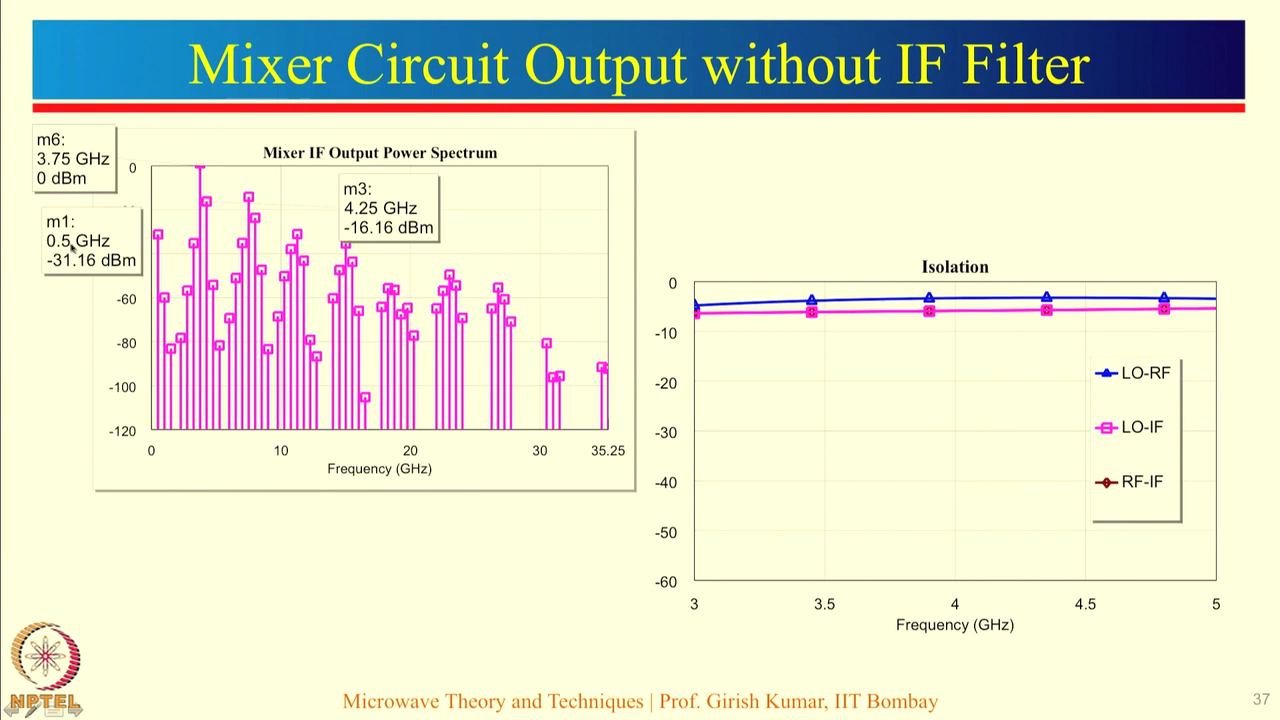 Mixer Circuit Output without IF Filter
m6:
3.75 GHz
0 dBm
m1:
0.5 GHz
-31.16 dBm
Mixer IF Output Power Spectrum
m3:
4.25 GHz
-16.16 dBm
0
-60
-80
-100
-120
0
10
20
30
35.25
Frequency (GHz)
Isolation
0
-10
-20
-30
-40
-50
-60
LO-RF
LO-IF
RF-IF
3
3.5
4
4.5
5
Frequency (GHz)
NPTEL
Microwave Theory and Techniques | Prof. Girish Kumar, IIT Bombay
37